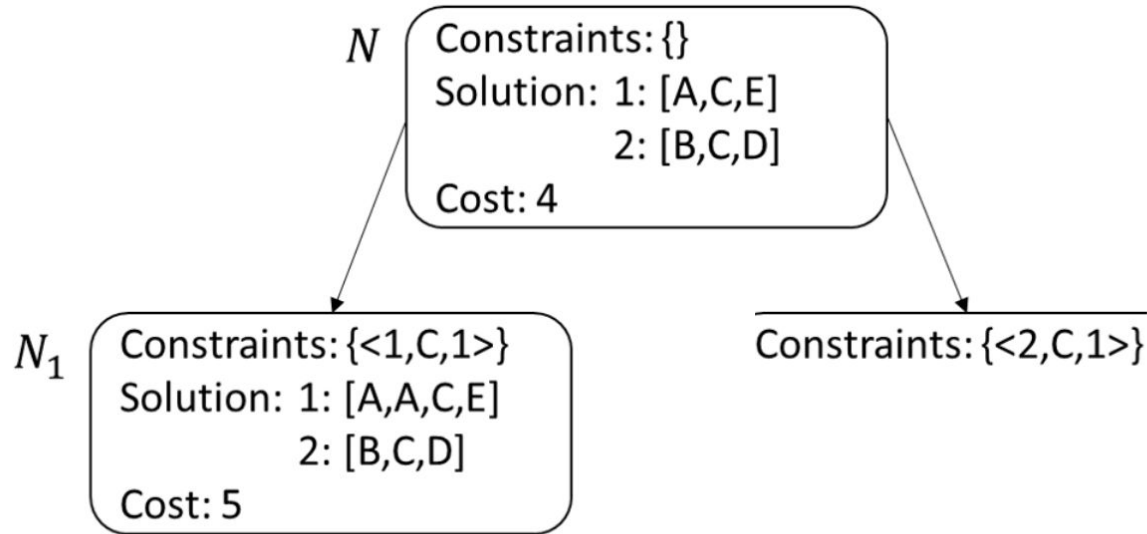 N
Constraints: {}
Solution: 1: [A,C,E]
2: [B,C,D]
Cost: 4
N₁
Constraints: {<1,C,1>}
Solution: 1: [A,A,C,E]
2: [B,C,D]
Cost: 5
Constraints: {<2,C,1>}